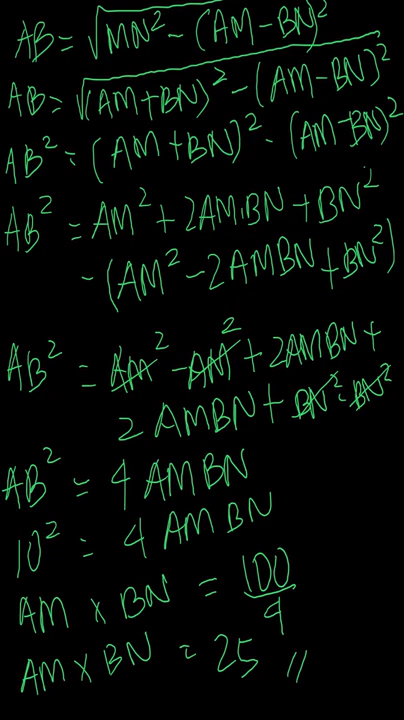 AB = √MN² - (AM - BN)²
AB = √(AM + BN)² - (AM - BN)²
AB² = (AM + BN)² - (AM - BN)²
AB² = AM² + 2AM.BN + BN²
- (AM² - 2AMBN + BN²)
AB² = AM² - AM² + 2AMBN +
2AMBN + BN² - BN²
AB² = 4AMBN
10² = 4AMBN
AM × BN = 100/4
AM × BN = 25 //